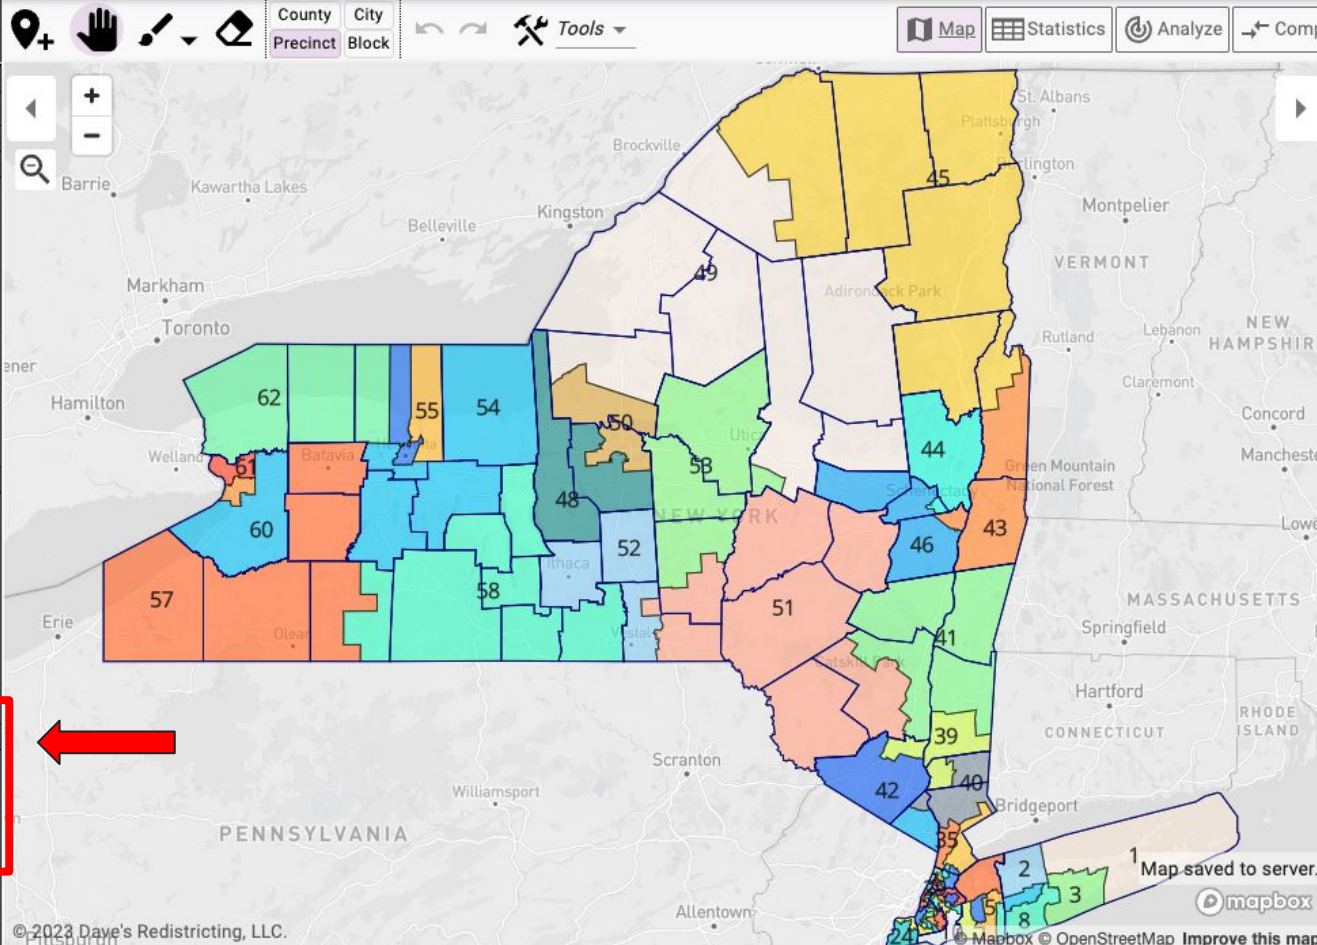 County City
Precinct Block
Tools
Map
Statistics
Analyze
Comp
+
−
St. Albans
Plattsburgh
Brockville
Burlington
Barrie
Kawartha Lakes
45
Kingston
Montpelier
Belleville
49
VERMONT
Markham
Adirondack Park
Toronto
Rutland
Lebanon
NEW
HAMPSHIR
ener
Claremont
62
55
54
Hamilton
50
Concord
Utica
44
Welland
61
Batavia
53
Manchest
Green Mountain
National Forest
Schenectady
48
NEW YORK
43
Lowe
60
46
52
Ithaca
57
58
51
MASSACHUSETTS
Erie
Olean
Vestal
41
Springfield
Catskill Park
Hartford
RHODE
ISLAND
39
CONNECTICUT
Scranton
40
42
Williamsport
Bridgeport
PENNSYLVANIA
35
1
2
Map saved to server.
3
mapbox
5
Allentown
8
24
© 2023 Dave's Redistricting, LLC.
Pittsburgh
© Mapbox © OpenStreetMap Improve this map